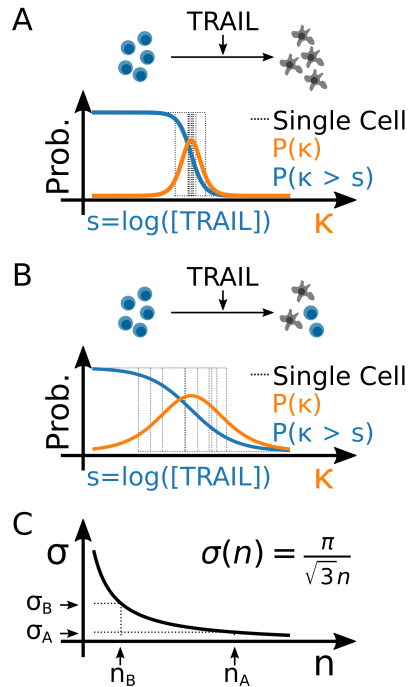 A
TRAIL
Prob.
Single Cell
P(κ)
P(κ > s)
s=log([TRAIL])
κ
B
TRAIL
Prob.
Single Cell
P(κ)
P(κ > s)
s=log([TRAIL])
κ
C
σ
σ(n) = π/√3n
σB
σA
nB
nA
n